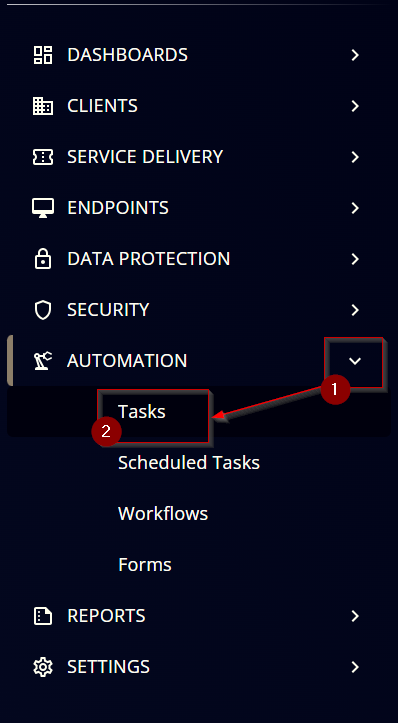 DASHBOARDS
CLIENTS
SERVICE DELIVERY
ENDPOINTS
DATA PROTECTION
SECURITY
AUTOMATION
1
Tasks
2
Scheduled Tasks
Workflows
Forms
REPORTS
SETTINGS